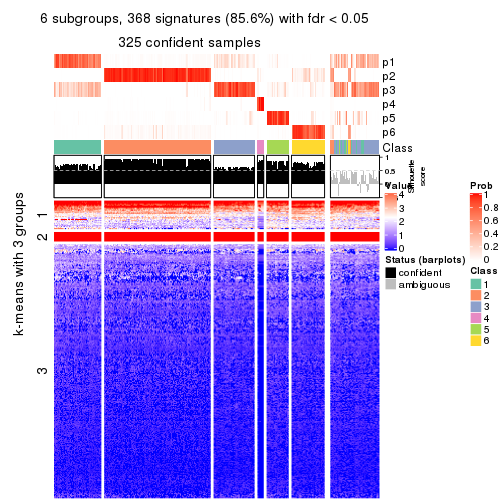 6 subgroups, 368 signatures (85.6%) with fdr < 0.05
325 confident samples
p1
p2
p3
p4
p5
p6
Class
1
0.5
0
Silhouette
score
k-means with 3 groups
1
2
3
Value
4
3
2
1
0
Status (barplots)
confident
ambiguous
Prob
1
0.8
0.6
0.4
0.2
0
Class
1
2
3
4
5
6